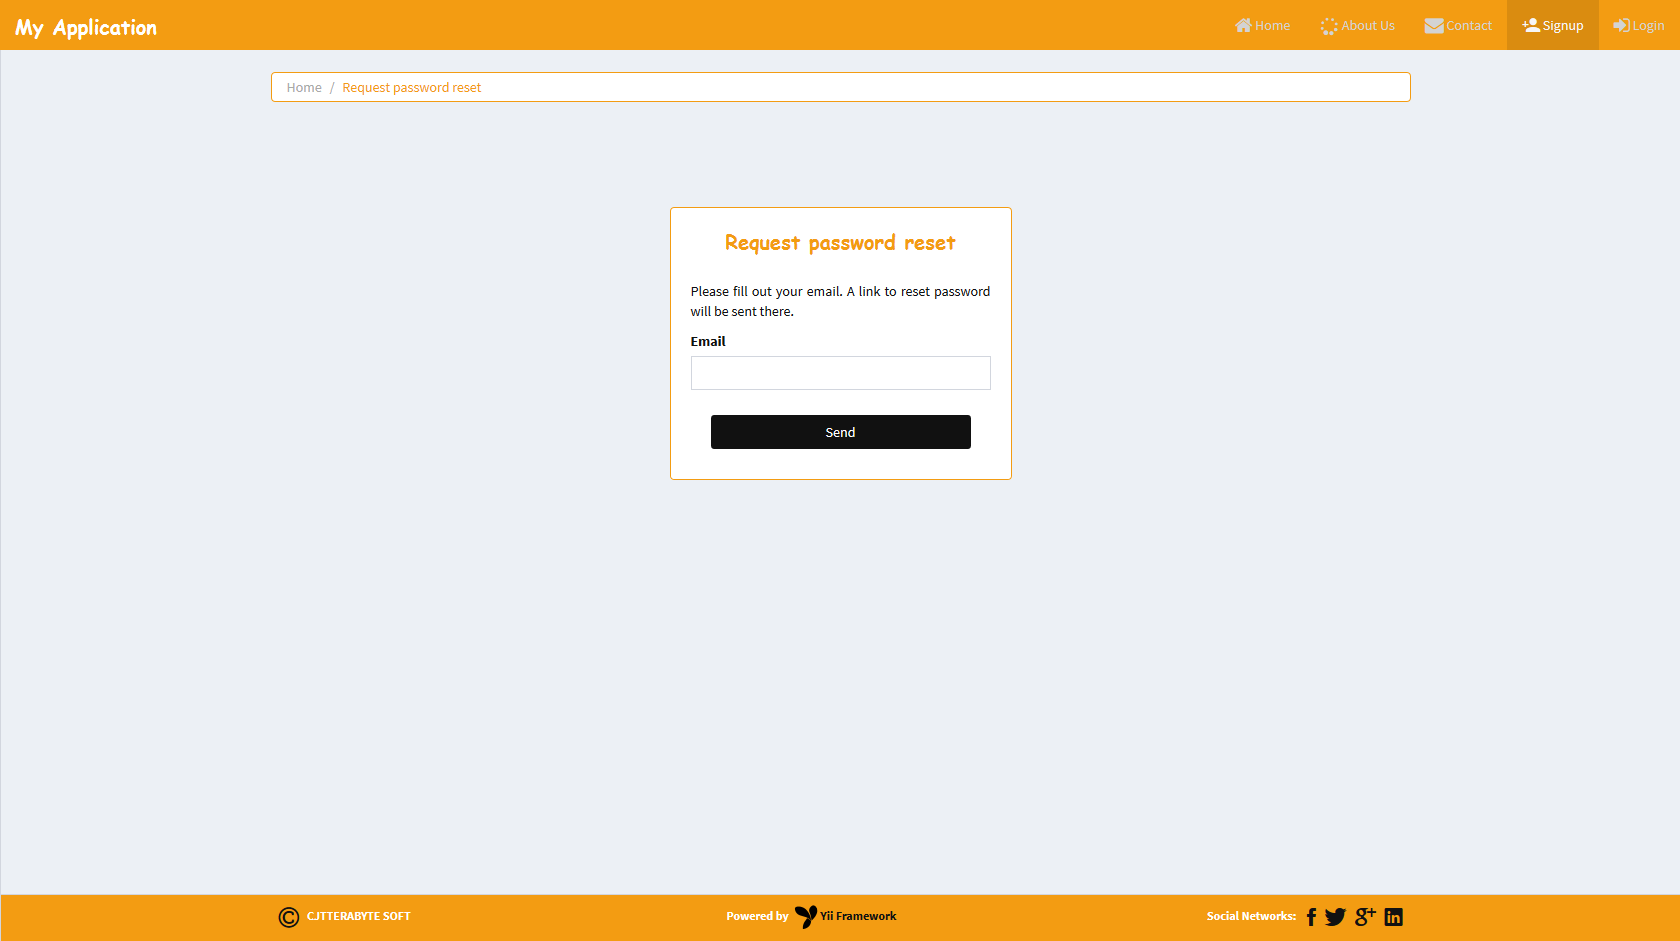 My Application
Home
About Us
Contact
Signup
Login
Home / Request password reset
Request password reset
Please fill out your email. A link to reset password
will be sent there.
Email
Send
© CJTTERABYTE SOFT
Powered by Yii Framework
Social Networks: